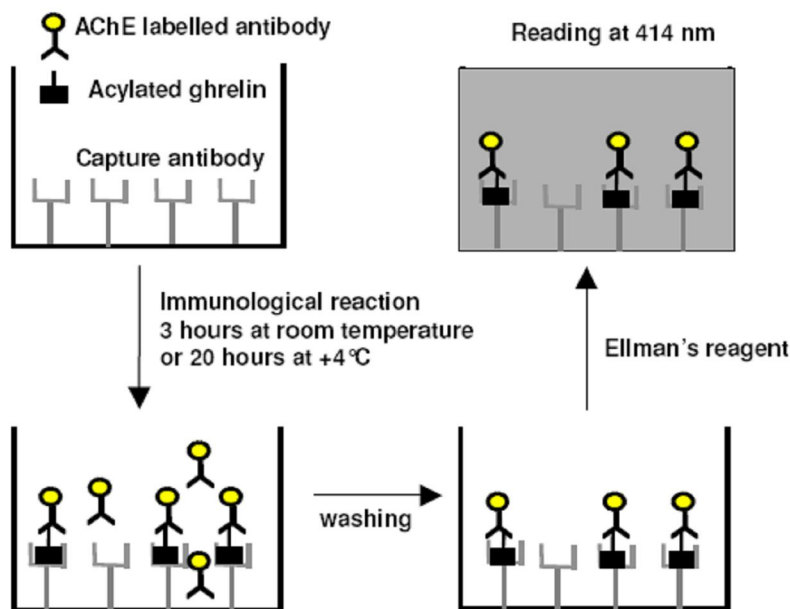 AChE labelled antibody
Acylated ghrelin
Capture antibody
Reading at 414 nm
Immunological reaction
3 hours at room temperature
or 20 hours at +4°C
Ellman's reagent
washing